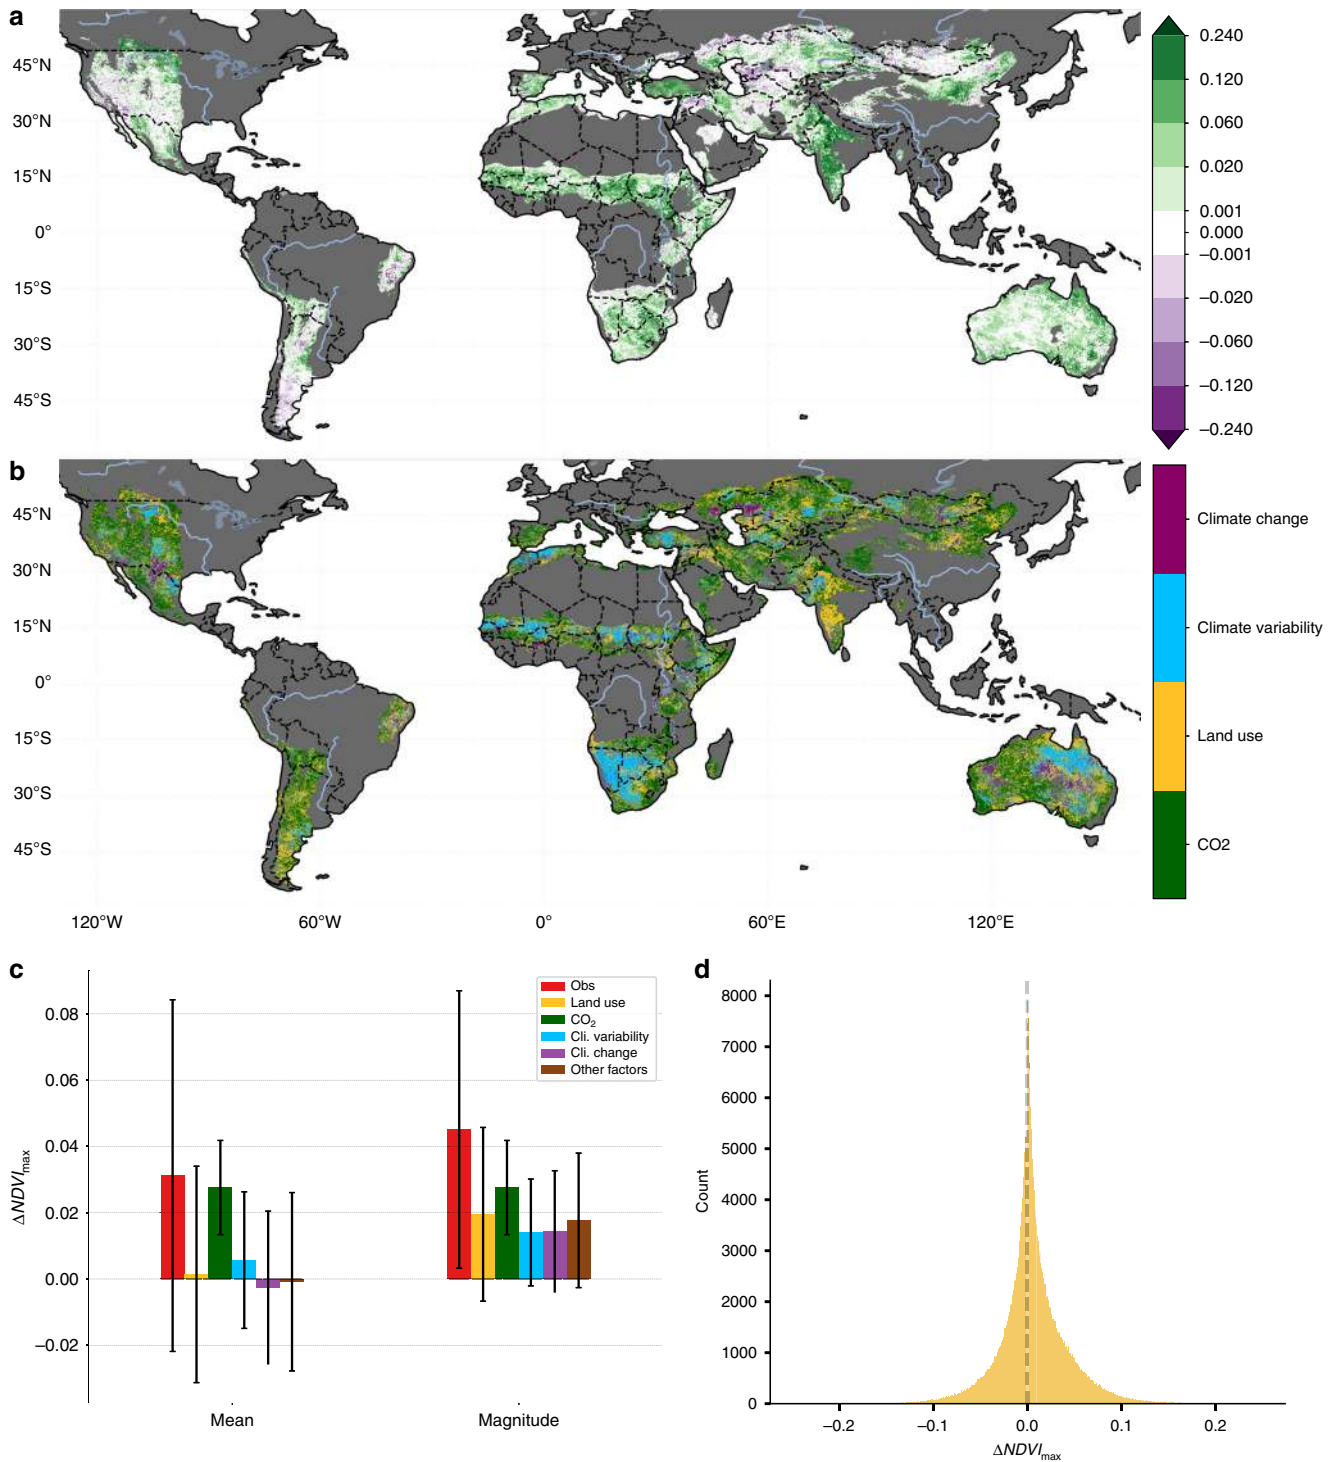 a
45°N
30°N
15°N
0°
15°S
30°S
45°S
0.240
0.120
0.060
0.020
0.001
0.000
−0.001
−0.020
−0.060
−0.120
−0.240
b
45°N
30°N
15°N
0°
15°S
30°S
45°S
120°W
60°W
0°
60°E
120°E
Climate change
Climate variability
Land use
CO2
c
ΔNDVImax
0.08
0.06
0.04
0.02
0.00
−0.02
Mean
Magnitude
Obs
Land use
CO2
Cli. variability
Cli. change
Other factors
d
Count
8000
7000
6000
5000
4000
3000
2000
1000
0
−0.2
−0.1
0.0
0.1
0.2
ΔNDVImax